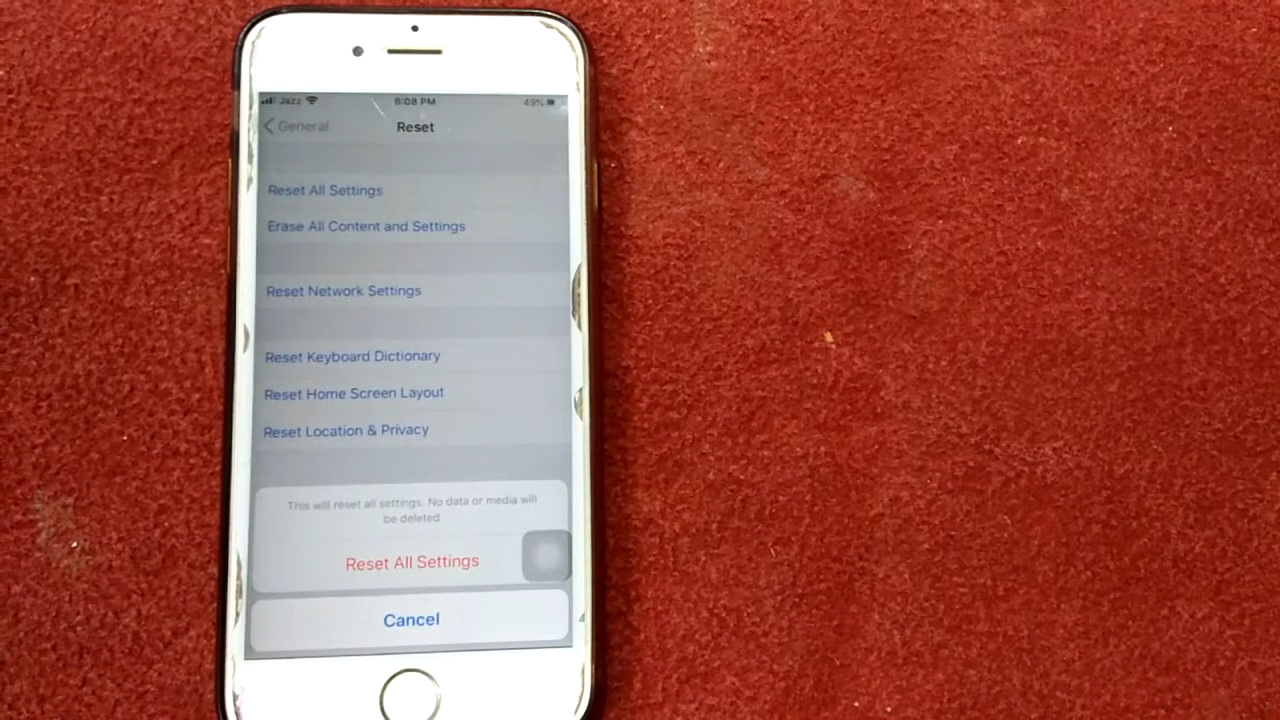 Jazz 6:08 PM 49%
General Reset
Reset All Settings
Erase All Content and Settings
Reset Network Settings
Reset Keyboard Dictionary
Reset Home Screen Layout
Reset Location & Privacy
This will reset all settings. No data or media will
be deleted.
Reset All Settings
Cancel